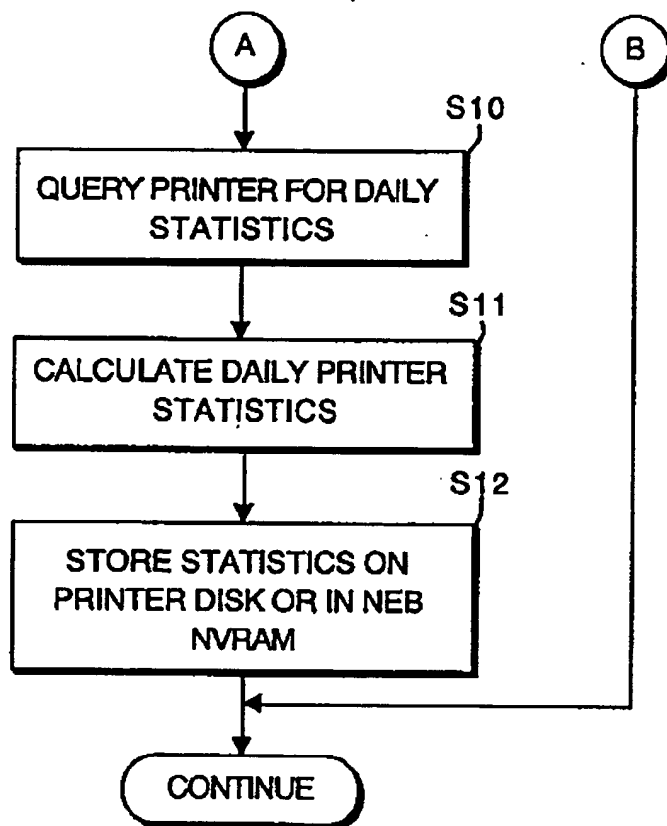 A
B
S10
QUERY PRINTER FOR DAILY
STATISTICS
S11
CALCULATE DAILY PRINTER
STATISTICS
S12
STORE STATISTICS ON
PRINTER DISK OR IN NEB
NVRAM
CONTINUE